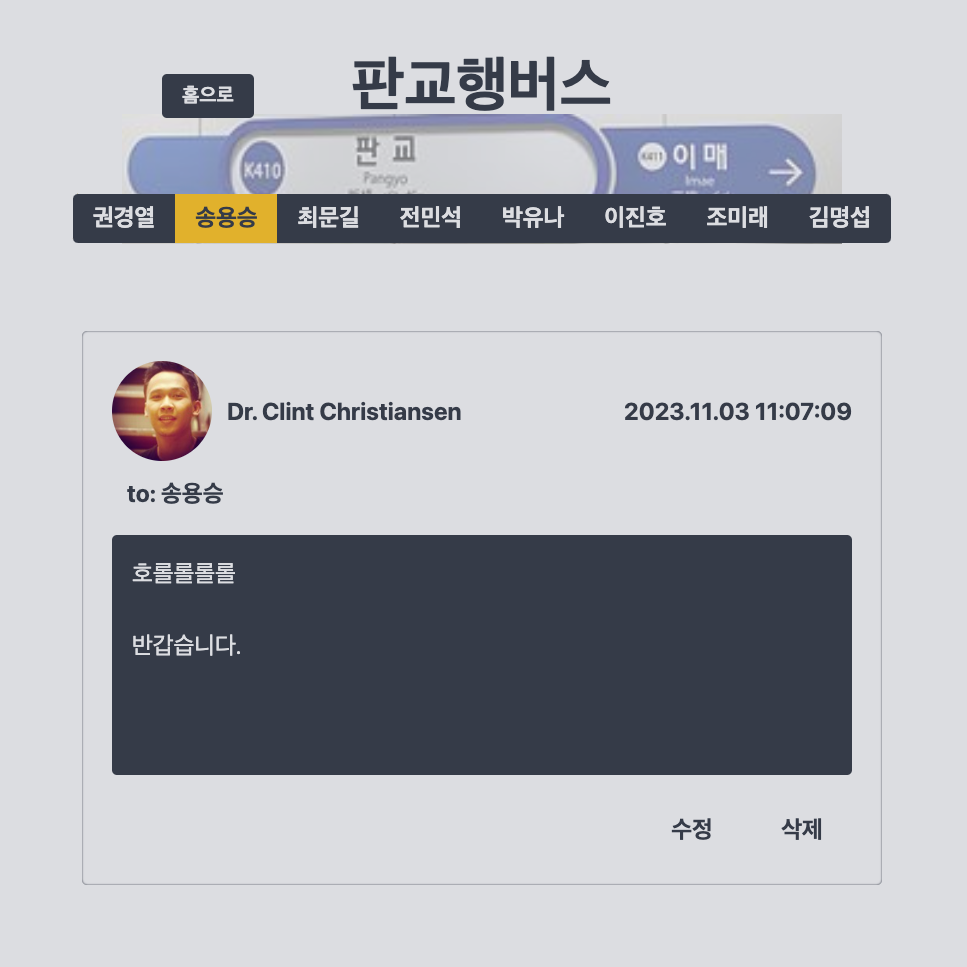 판교행버스
홈으로
K410
판교
Pangyo
K411
이매
Imae
권경열 송용승 최문길 전민석 박유나 이진호 조미래 김명섭
Dr. Clint Christiansen
2023.11.03 11:07:09
to: 송용승
호롤롤롤롤
반갑습니다.
수정 삭제